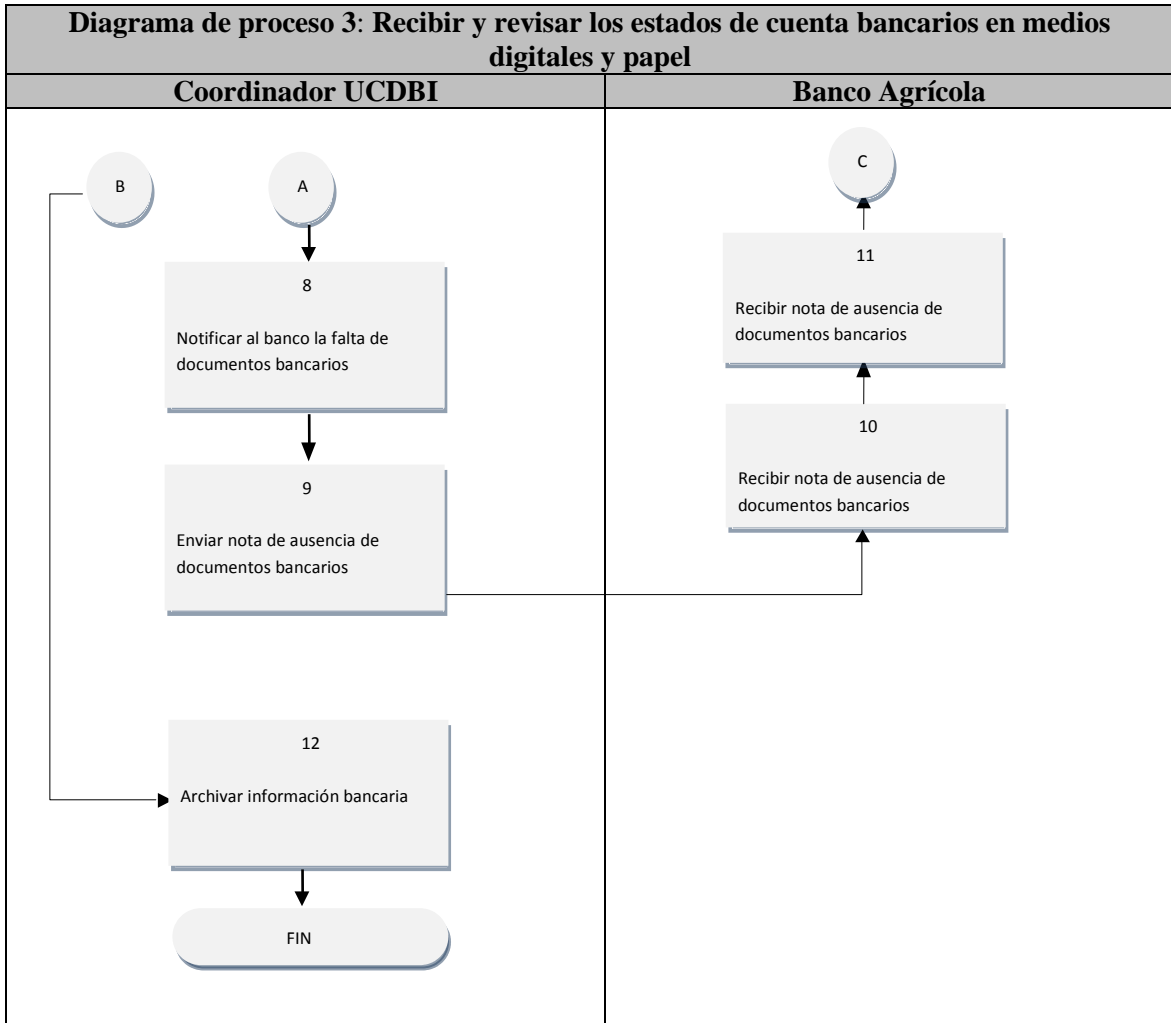 Diagrama de proceso 3: Recibir y revisar los estados de cuenta bancarios en medios
digitales y papel
Coordinador UCDBI
Banco Agrícola
B
A
8
Notificar al banco la falta de
documentos bancarios
9
Enviar nota de ausencia de
documentos bancarios
12
Archivar información bancaria
FIN
C
11
Recibir nota de ausencia de
documentos bancarios
10
Recibir nota de ausencia de
documentos bancarios